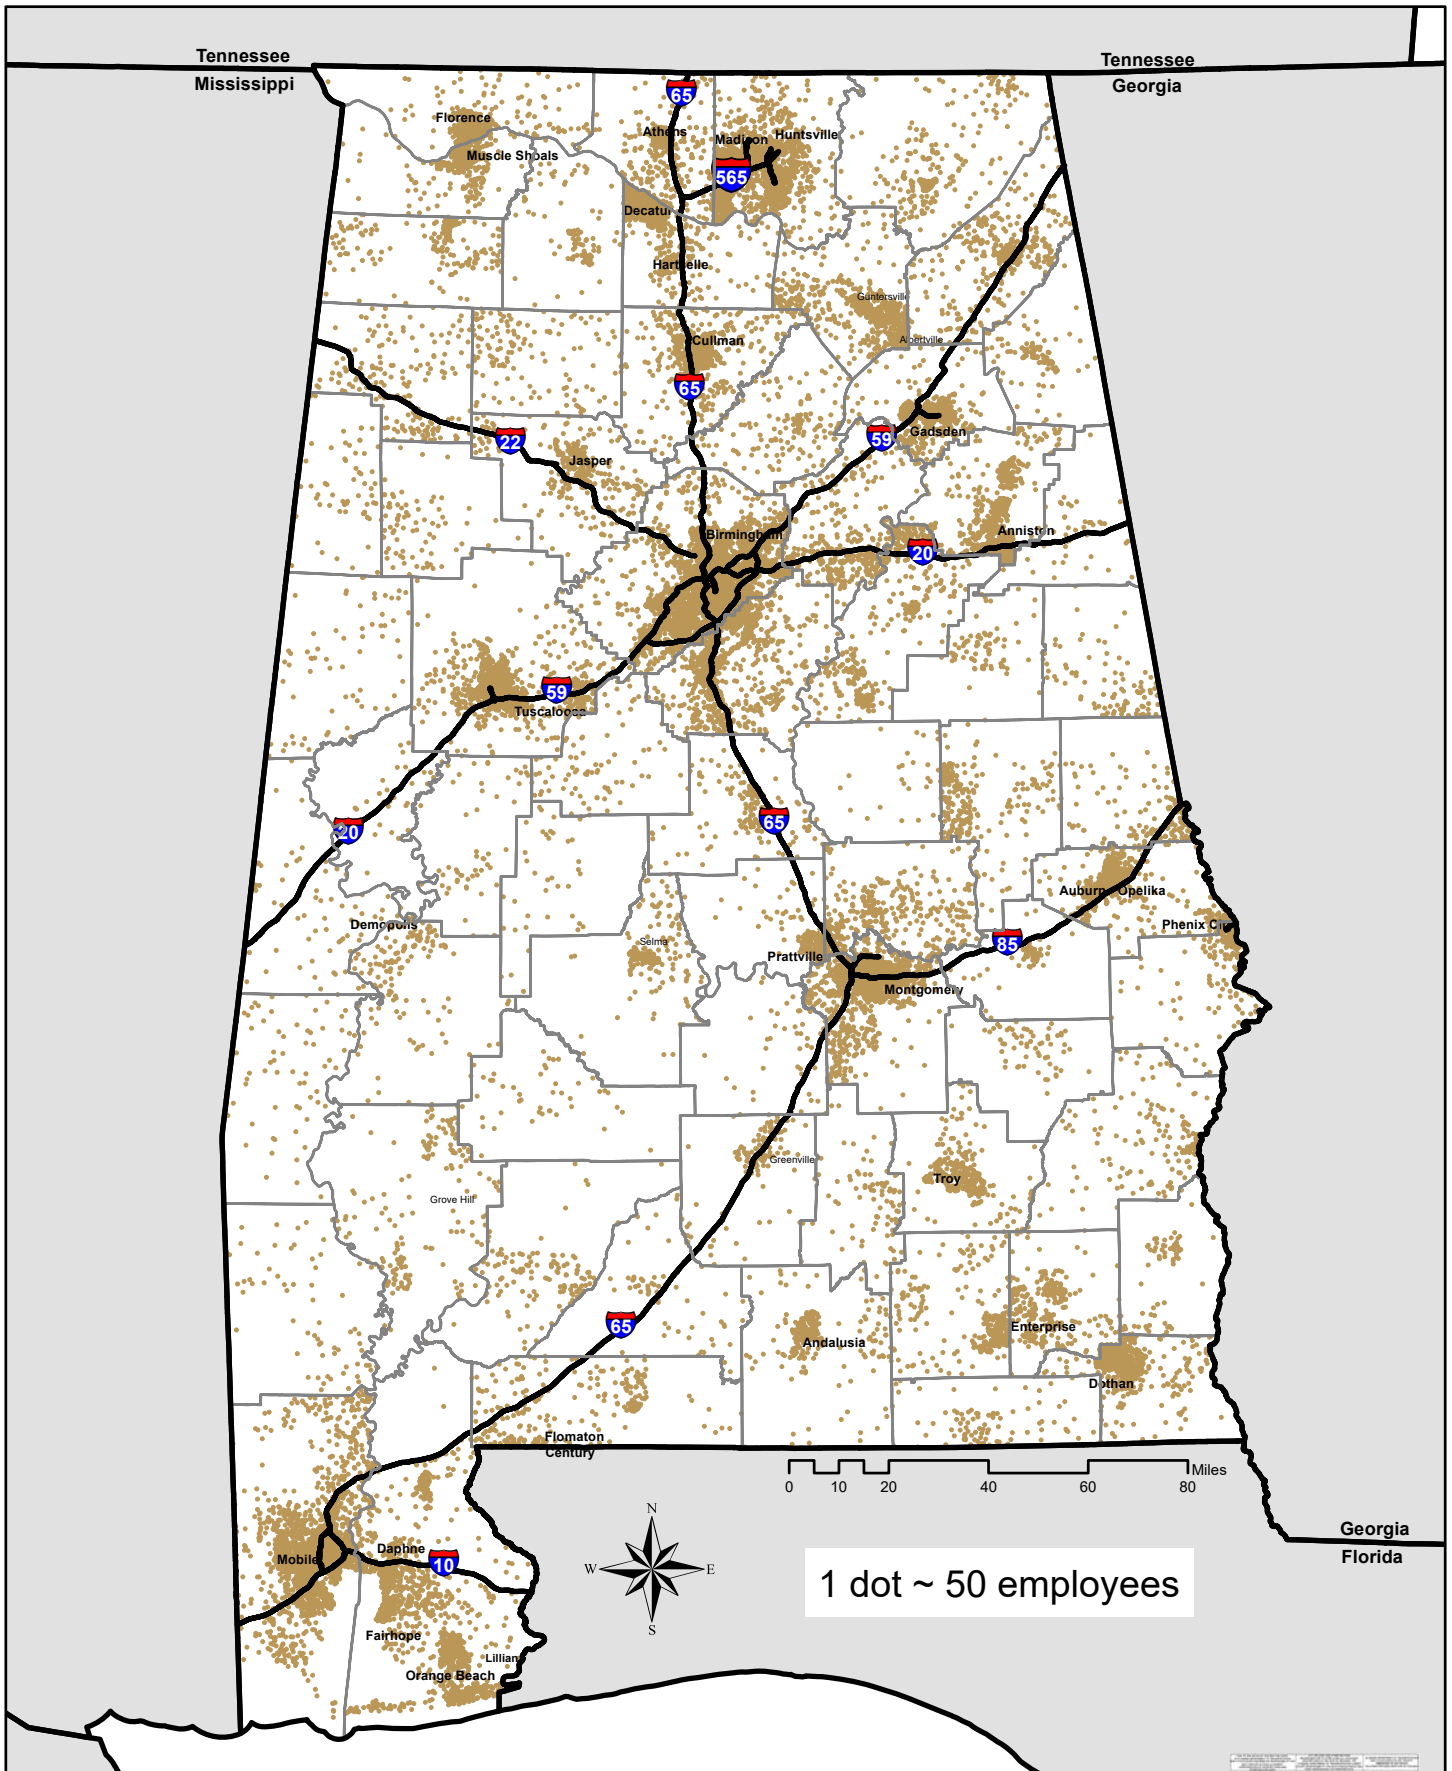 Tennessee
Mississippi
Tennessee
Georgia
65
Florence
Athens
Madison
Huntsville
Muscle Shoals
565
Decatur
Hartselle
Guntersville
Cullman
Albertville
65
22
59
Gadsden
Jasper
Birmingham
Anniston
20
59
Tuscaloosa
20
65
Auburn - Opelika
Demopolis
Phenix City
Selma
85
Prattville
Montgomery
Greenville
Troy
Grove Hill
65
Enterprise
Andalusia
Dothan
Flomaton
Century
Miles
0 10 20 40 60 80
N
W E
S
Georgia
Florida
Mobile
Daphne
10
1 dot ~ 50 employees
Fairhope
Lillian
Orange Beach